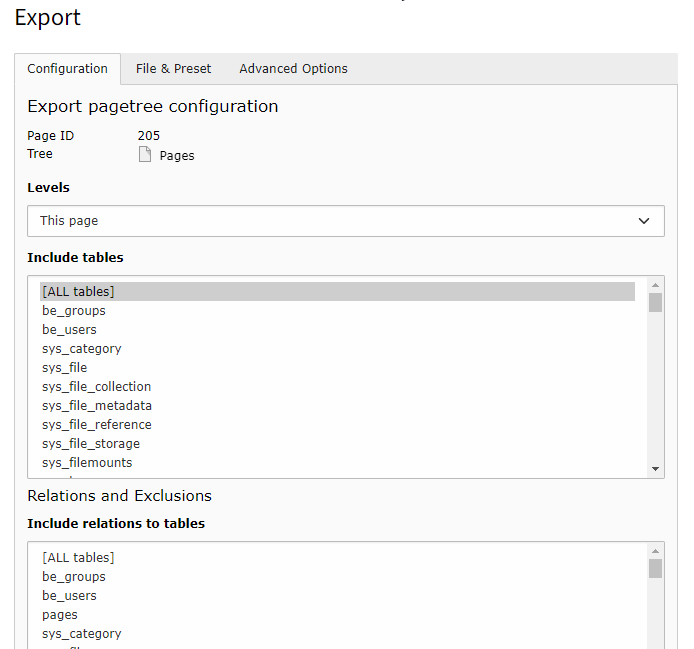 Export
Configuration File & Preset Advanced Options
Export pagetree configuration
Page ID 205
Tree Pages
Levels
This page
Include tables
[ALL tables]
be_groups
be_users
sys_category
sys_file
sys_file_collection
sys_file_metadata
sys_file_reference
sys_file_storage
sys_filemounts
Relations and Exclusions
Include relations to tables
[ALL tables]
be_groups
be_users
pages
sys_category